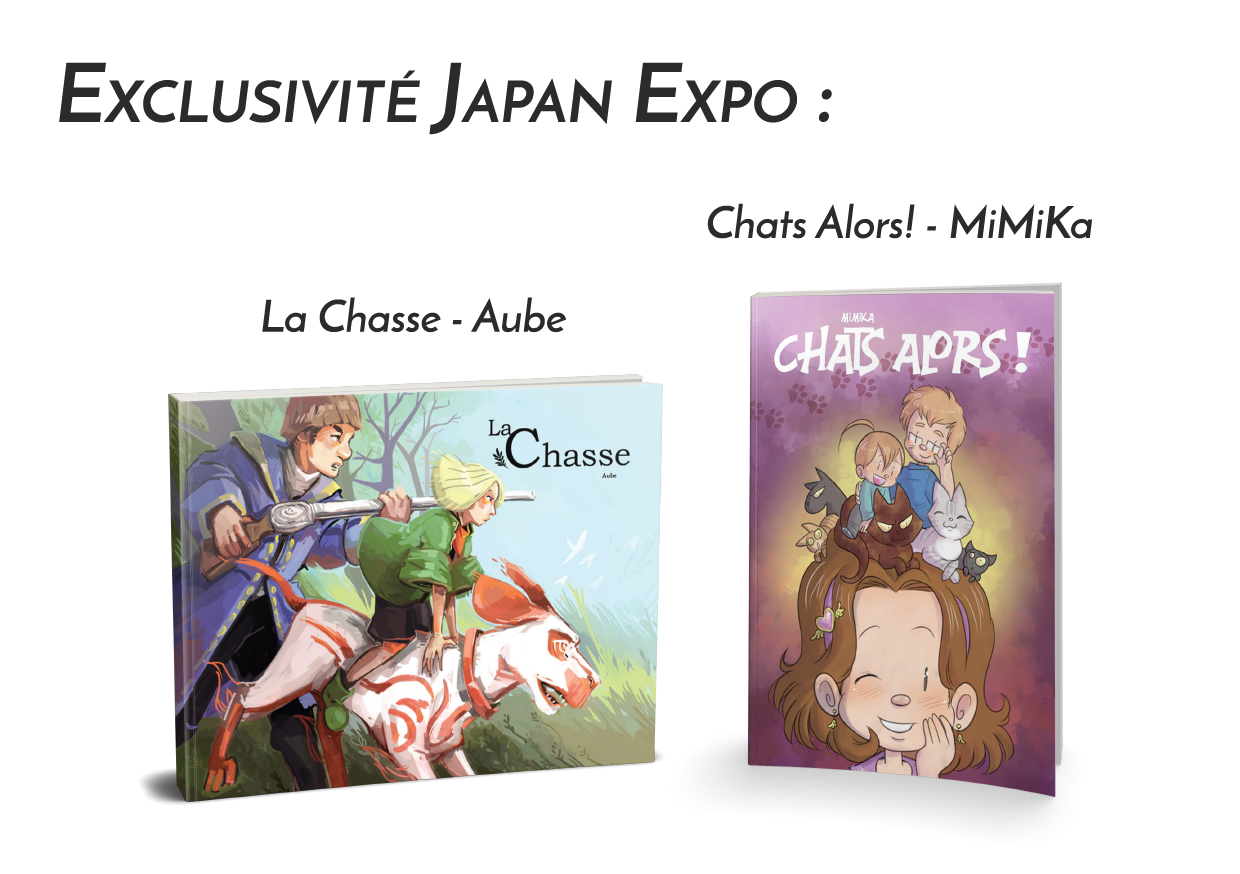 Exclusivité Japan Expo :
Chats Alors! - MiMiKa
La Chasse - Aube
MiMiKA
CHATS ALORS !
La
Chasse
Aube